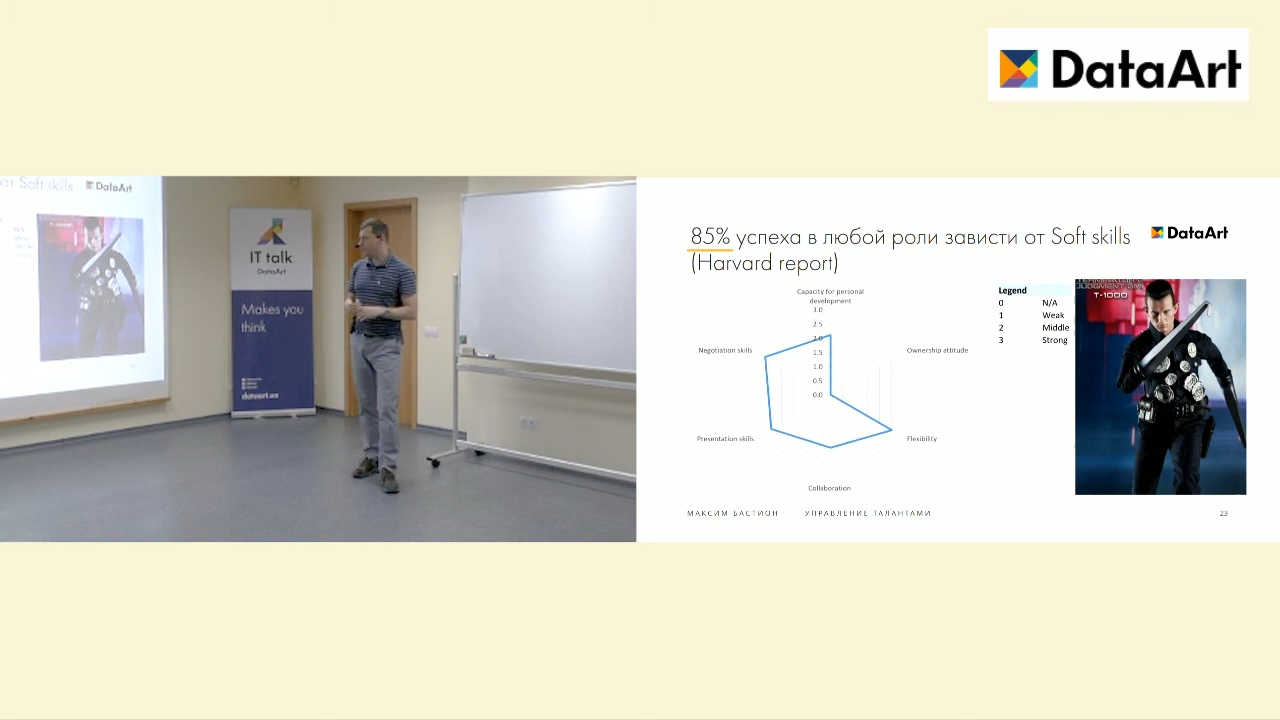 DataArt
от Soft skills
DataArt
IT talk
DataArt
Makes you
think
dataart.ua
85% успеха в любой роли зависти от Soft skills
(Harvard report)
DataArt
Capacity for personal
development
3.0
2.5
2.0
1.5
1.0
0.5
0.0
Ownership attitude
Flexibility
Collaboration
Presentation skills
Negotiation skills
Legend
0 N/A
1 Weak
2 Middle
3 Strong
JUDGMENT DAY
T-1000
МАКСИМ БАСТИОН УПРАВЛЕНИЕ ТАЛАНТАМИ
23